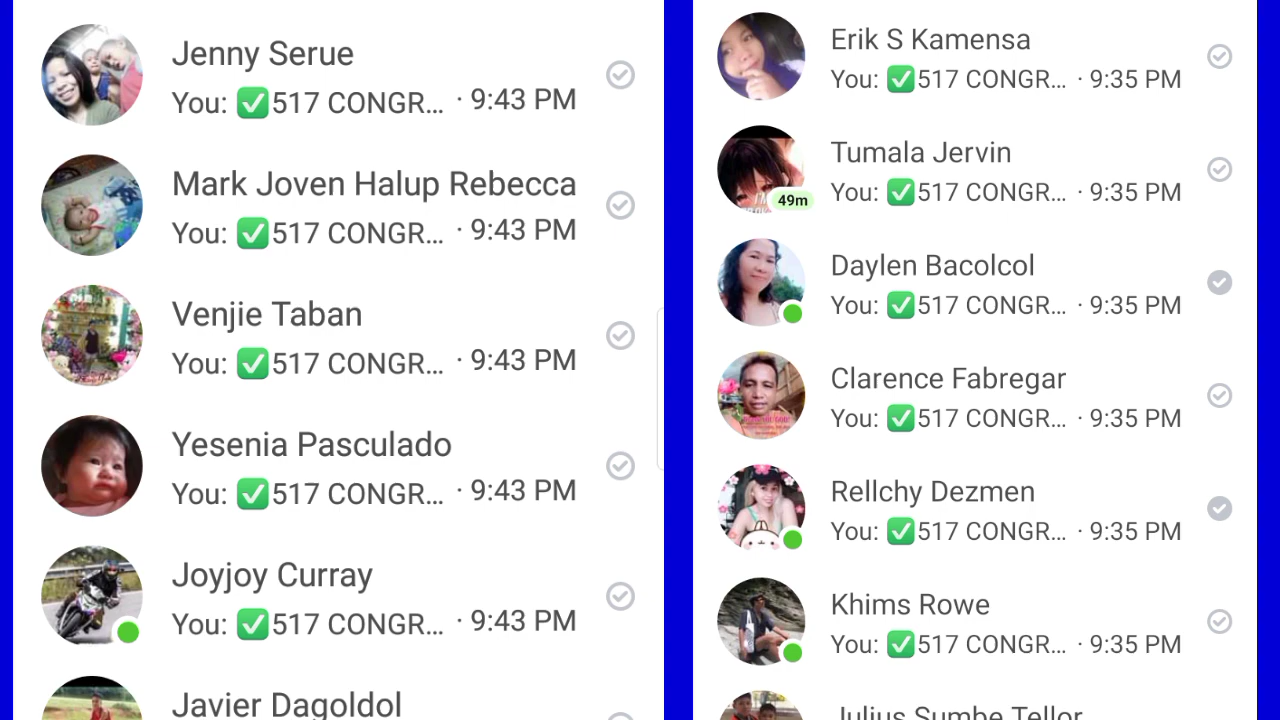 Jenny Serue
You: ✅517 CONGR... · 9:43 PM
Mark Joven Halup Rebecca
You: ✅517 CONGR... · 9:43 PM
Venjie Taban
You: ✅517 CONGR... · 9:43 PM
Yesenia Pasculado
You: ✅517 CONGR... · 9:43 PM
Joyjoy Curray
You: ✅517 CONGR... · 9:43 PM
Javier Dagoldol
Erik S Kamensa
You: ✅517 CONGR... · 9:35 PM
Tumala Jervin
You: ✅517 CONGR... · 9:35 PM
49m
Daylen Bacolcol
You: ✅517 CONGR... · 9:35 PM
Clarence Fabregar
You: ✅517 CONGR... · 9:35 PM
Rellchy Dezmen
You: ✅517 CONGR... · 9:35 PM
Khims Rowe
You: ✅517 CONGR... · 9:35 PM
Julius Sumbe Tellor